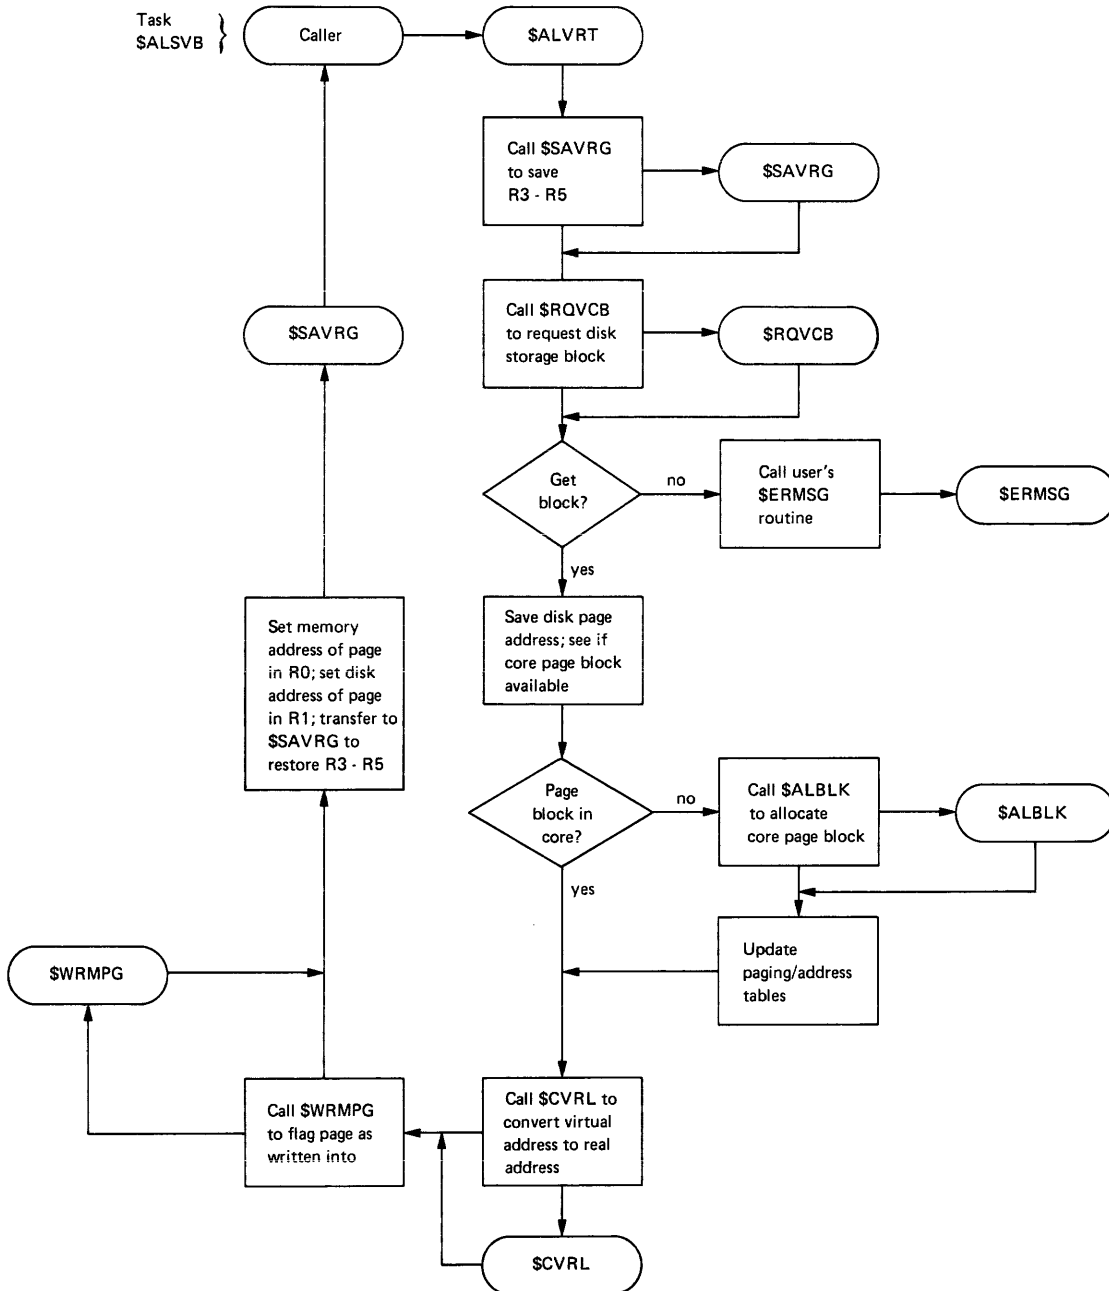 Task
$ALSVB
Caller
$ALVRT
Call $SAVRG
to save
R3 - R5
$SAVRG
Call $RQVCB
to request disk
storage block
$RQVCB
$SAVRG
Get
block?
no
Call user's
$ERMSG
routine
$ERMSG
yes
Save disk page
address; see if
core page block
available
Set memory
address of page
in R0; set disk
address of page
in R1; transfer to
$SAVRG to
restore R3 - R5
Page
block in
core?
no
Call $ALBLK
to allocate
core page block
$ALBLK
yes
Update
paging/address
tables
$WRMPG
Call $WRMPG
to flag page as
written into
Call $CVRL to
convert virtual
address to real
address
$CVRL